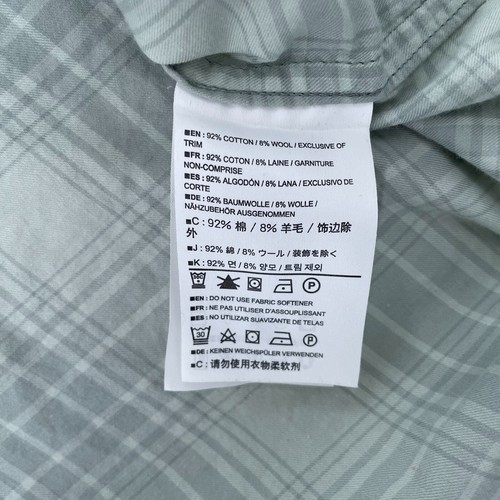 ■EN : 92% COTTON / 8% WOOL / EXCLUSIVE OF
TRIM
■FR : 92% COTON / 8% LAINE / GARNITURE
NON-COMPRISE
■ES : 92% ALGODÓN / 8% LANA / EXCLUSIVO DE
CORTE
■DE : 92% BAUMWOLLE / 8% WOLLE /
NÄHZUBEHÖR AUSGENOMMEN
■C : 92% 棉 / 8% 羊毛 / 饰边除
外
■J : 92% 綿 / 8% ウール / 装飾を除く
■K : 92% 면 / 8% 양모 / 트림 제외
P
■EN : DO NOT USE FABRIC SOFTENER
■FR : NE PAS UTILISER D'ASSOUPLISSANT
■ES : NO UTILIZAR SUAVIZANTE DE TELAS
30 P
■DE : KEINEN WEICHSPÜLER VERWENDEN
■C : 请勿使用衣物柔软剂